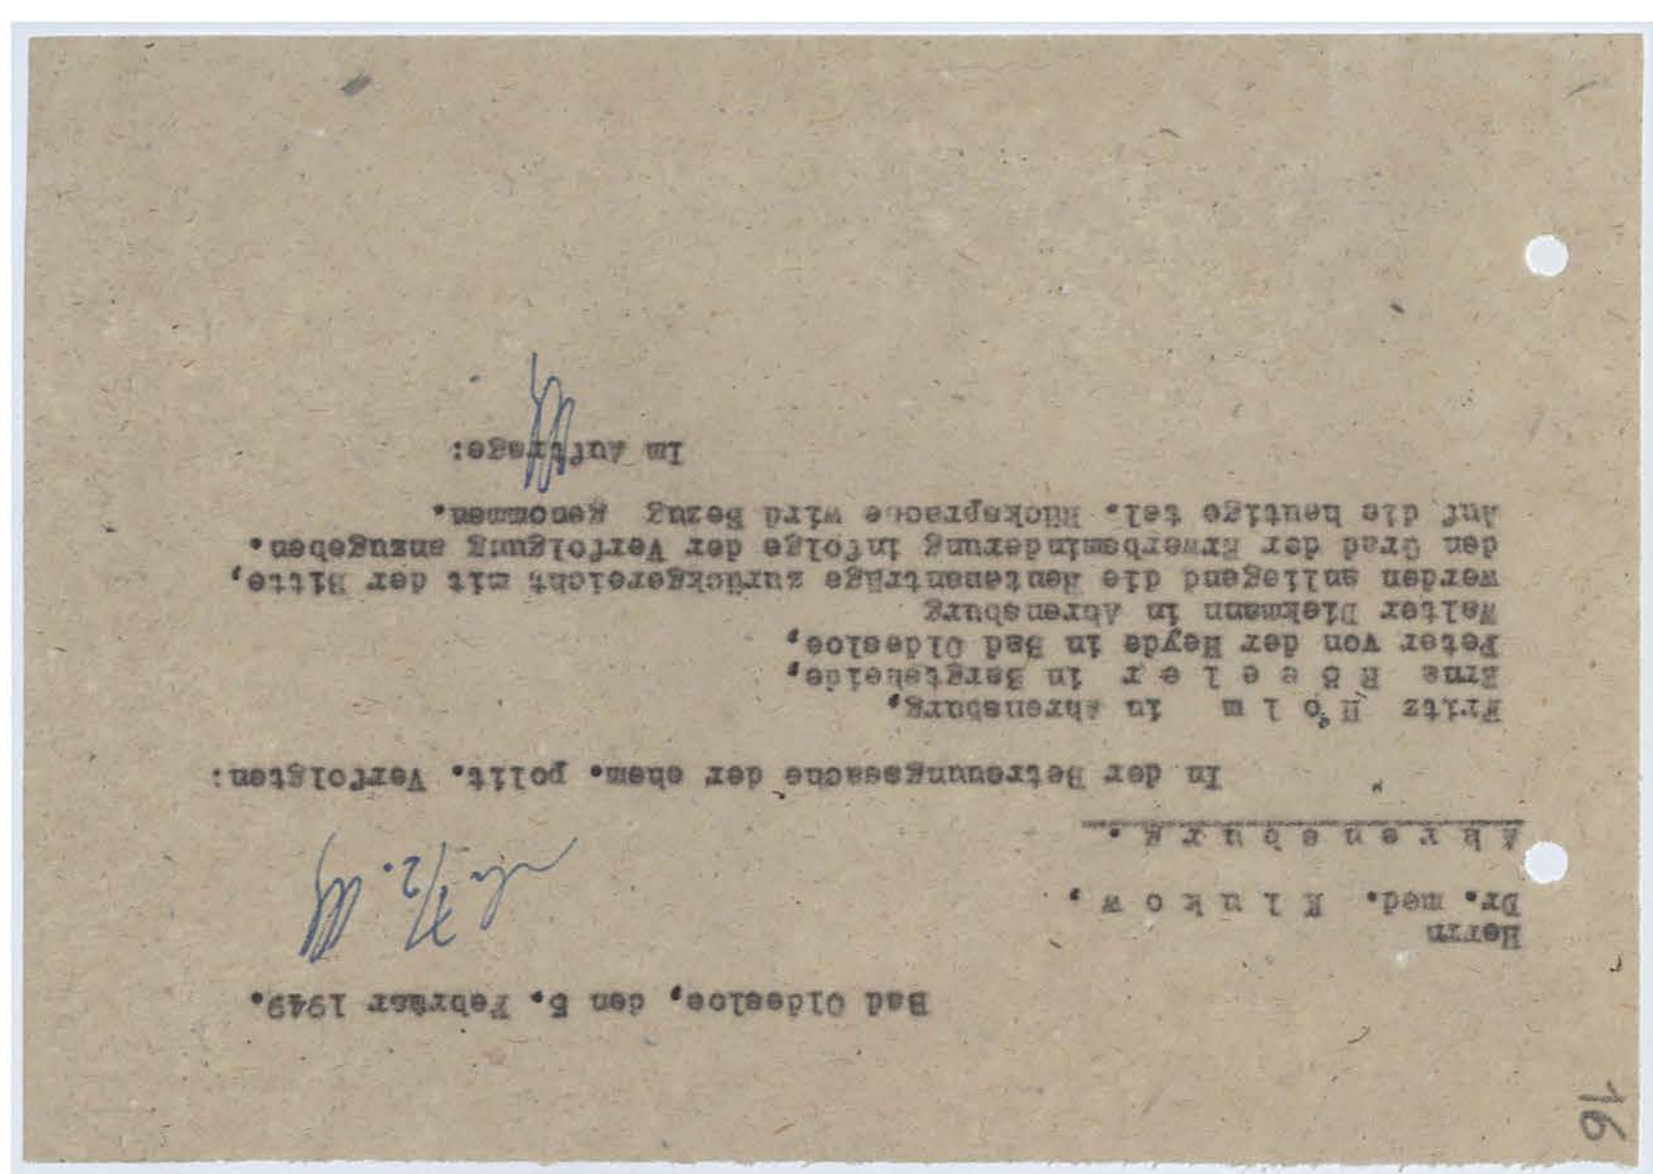 Bad Oldesloe, den 5. Februar 1949.
Herrn
Dr. med. K l u k o w ,
A h r e n s b u r g .
In der Betreuungssache der ehem. polit. Verfolgten:
Fritz H o l m in Ahrensburg,
Erna R ö s e l e r in Bargteheide,
Peter von der Heyde in Bad Oldesloe,
Walter Diekmann in Ahrensburg
werden anliegend die Rentenanträge zurückgereicht mit der Bitte,
den Grad der Erwerbsminderung infolge der Verfolgung anzugeben.
Auf die heutige tel. Rücksprache wird Bezug genommen.
Im Auftrage:
16